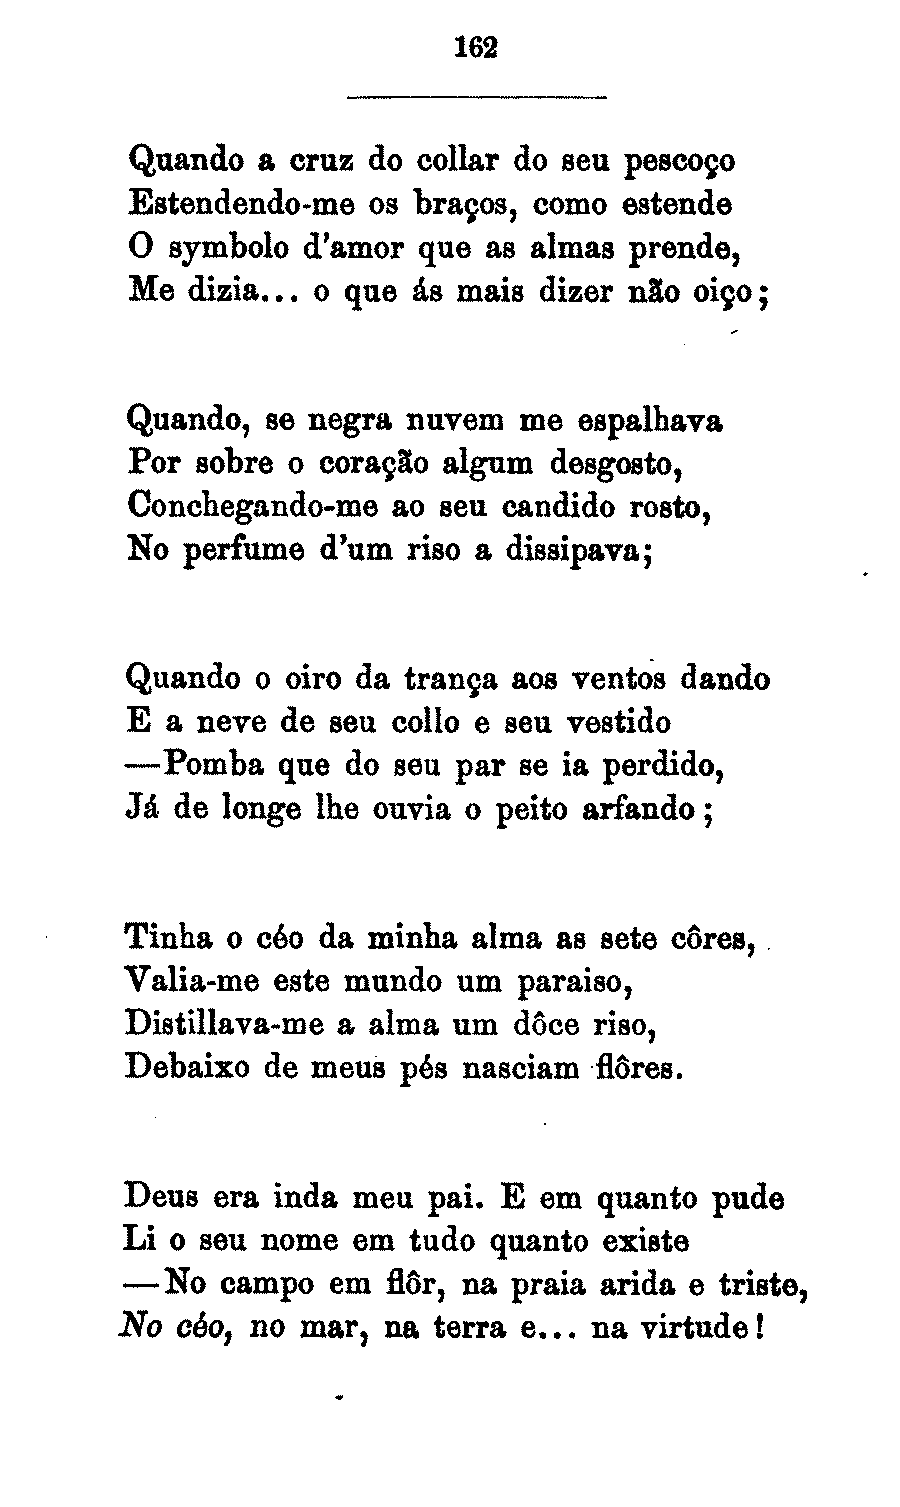 162
Quando a cruz do collar do seu pescoço
Estendendo-me os braços, como estende
O symbolo d'amor que as almas prende,
Me dizia... o que ás mais dizer não oiço;
Quando, se negra nuvem me espalhava
Por sobre o coração algum desgosto,
Conchegando-me ao seu candido rosto,
No perfume d'um riso a dissipava;
Quando o oiro da trança aos ventos dando
E a neve de seu collo e seu vestido
—Pomba que do seu par se ia perdido,
Já de longe lhe ouvia o peito arfando;
Tinha o céo da minha alma as sete côres,
Valia-me este mundo um paraiso,
Distillava-me a alma um dôce riso,
Debaixo de meus pés nasciam flôres.
Deus era inda meu pai. E em quanto pude
Li o seu nome em tudo quanto existe
—No campo em flôr, na praia arida e triste,
No céo, no mar, na terra e... na virtude!